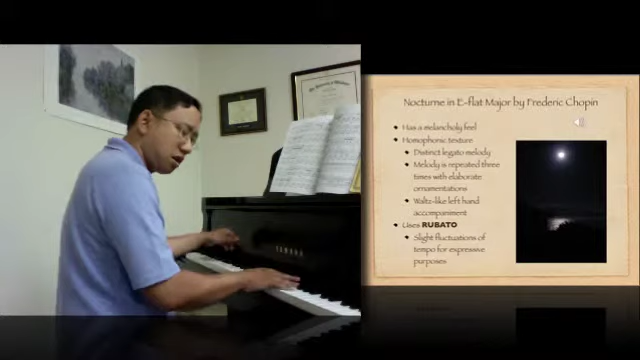 Nocturne in E-flat Major by Frederic Chopin
• Has a melancholy feel
• Homophonic texture
• Distinct legato melody
• Melody is repeated three
times with elaborate
ornamentations
• Waltz-like left hand
accompaniment
• Uses RUBATO
• Slight fluctuations of
tempo for expressive
purposes
YAMAHA